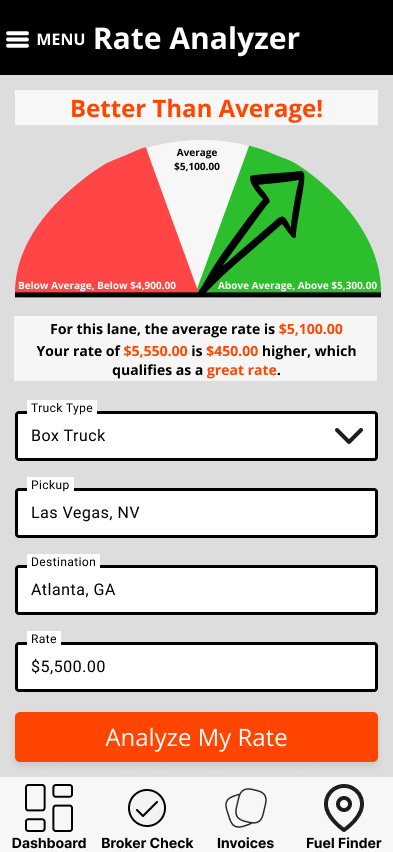 MENU Rate Analyzer
Better Than Average!
Average
$5,100.00
Below Average, Below $4,900.00
Above Average, Above $5,300.00
For this lane, the average rate is $5,100.00
Your rate of $5,550.00 is $450.00 higher, which
qualifies as a great rate.
Truck Type
Box Truck
Pickup
Las Vegas, NV
Destination
Atlanta, GA
Rate
$5,500.00
Analyze My Rate
Dashboard
Broker Check
Invoices
Fuel Finder